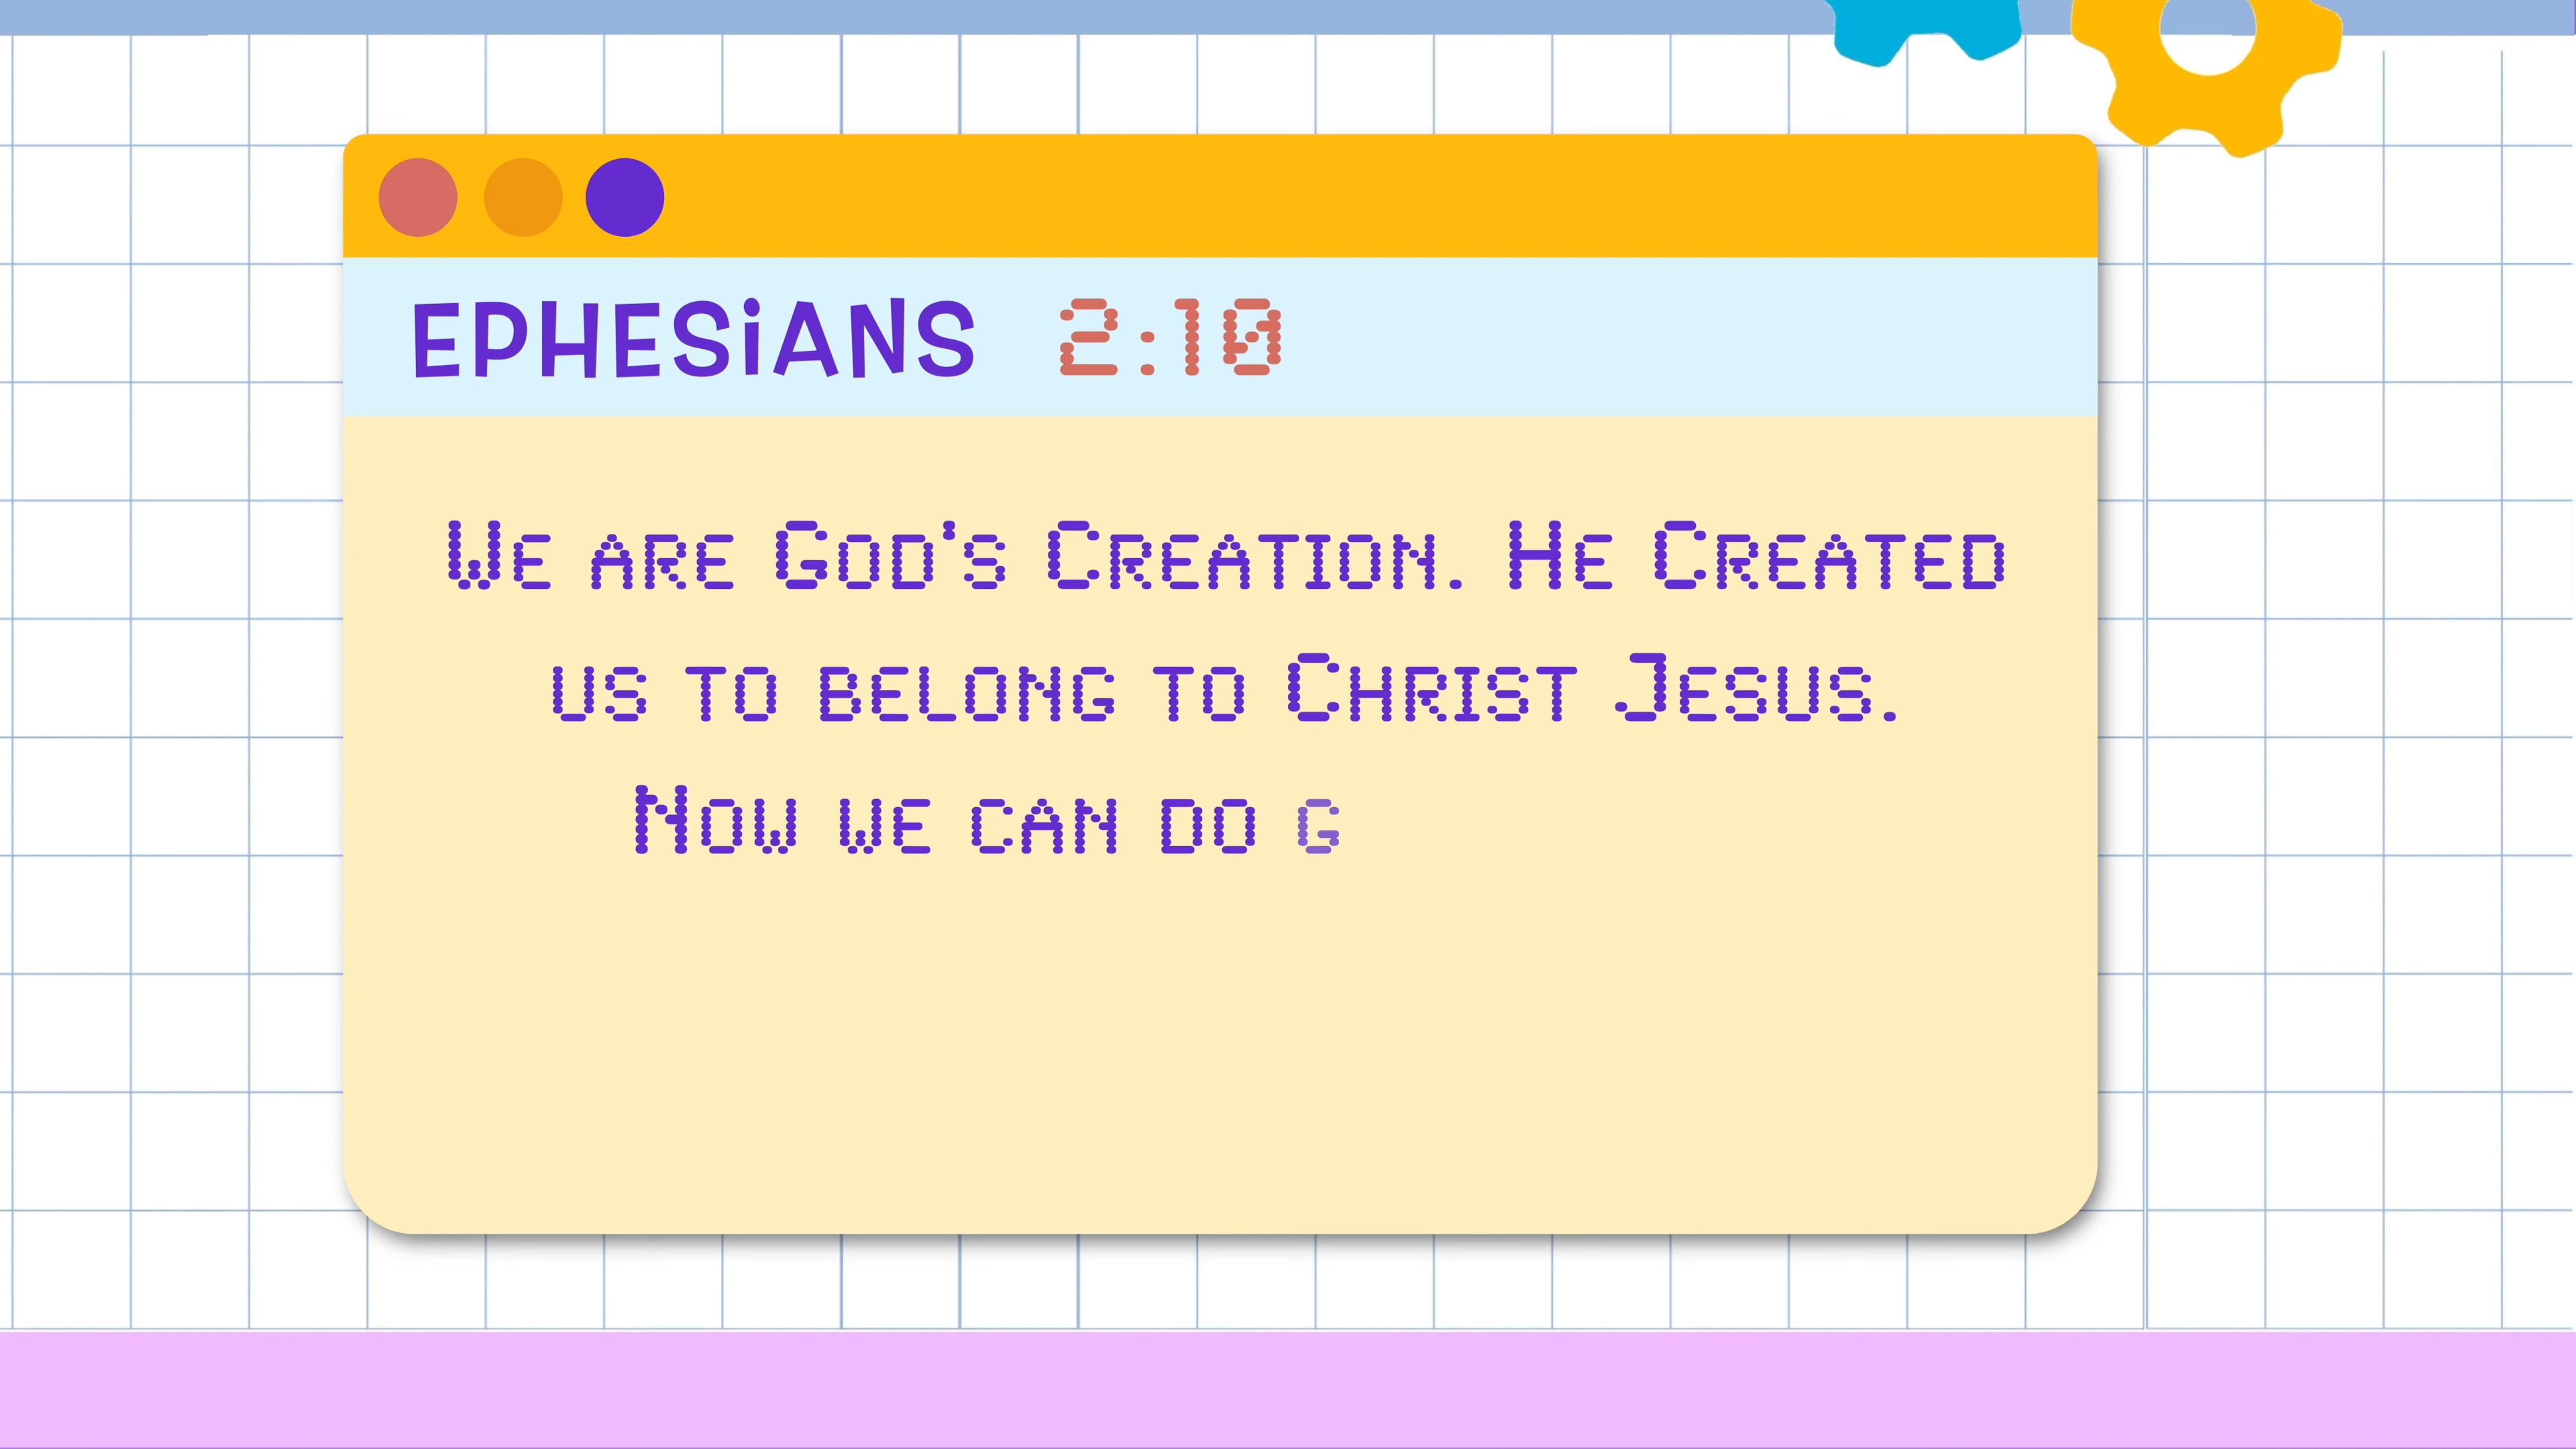 EPHESiANS 2:10
We are God's Creation. He Created
us to belong to Christ Jesus.
Now we can do g